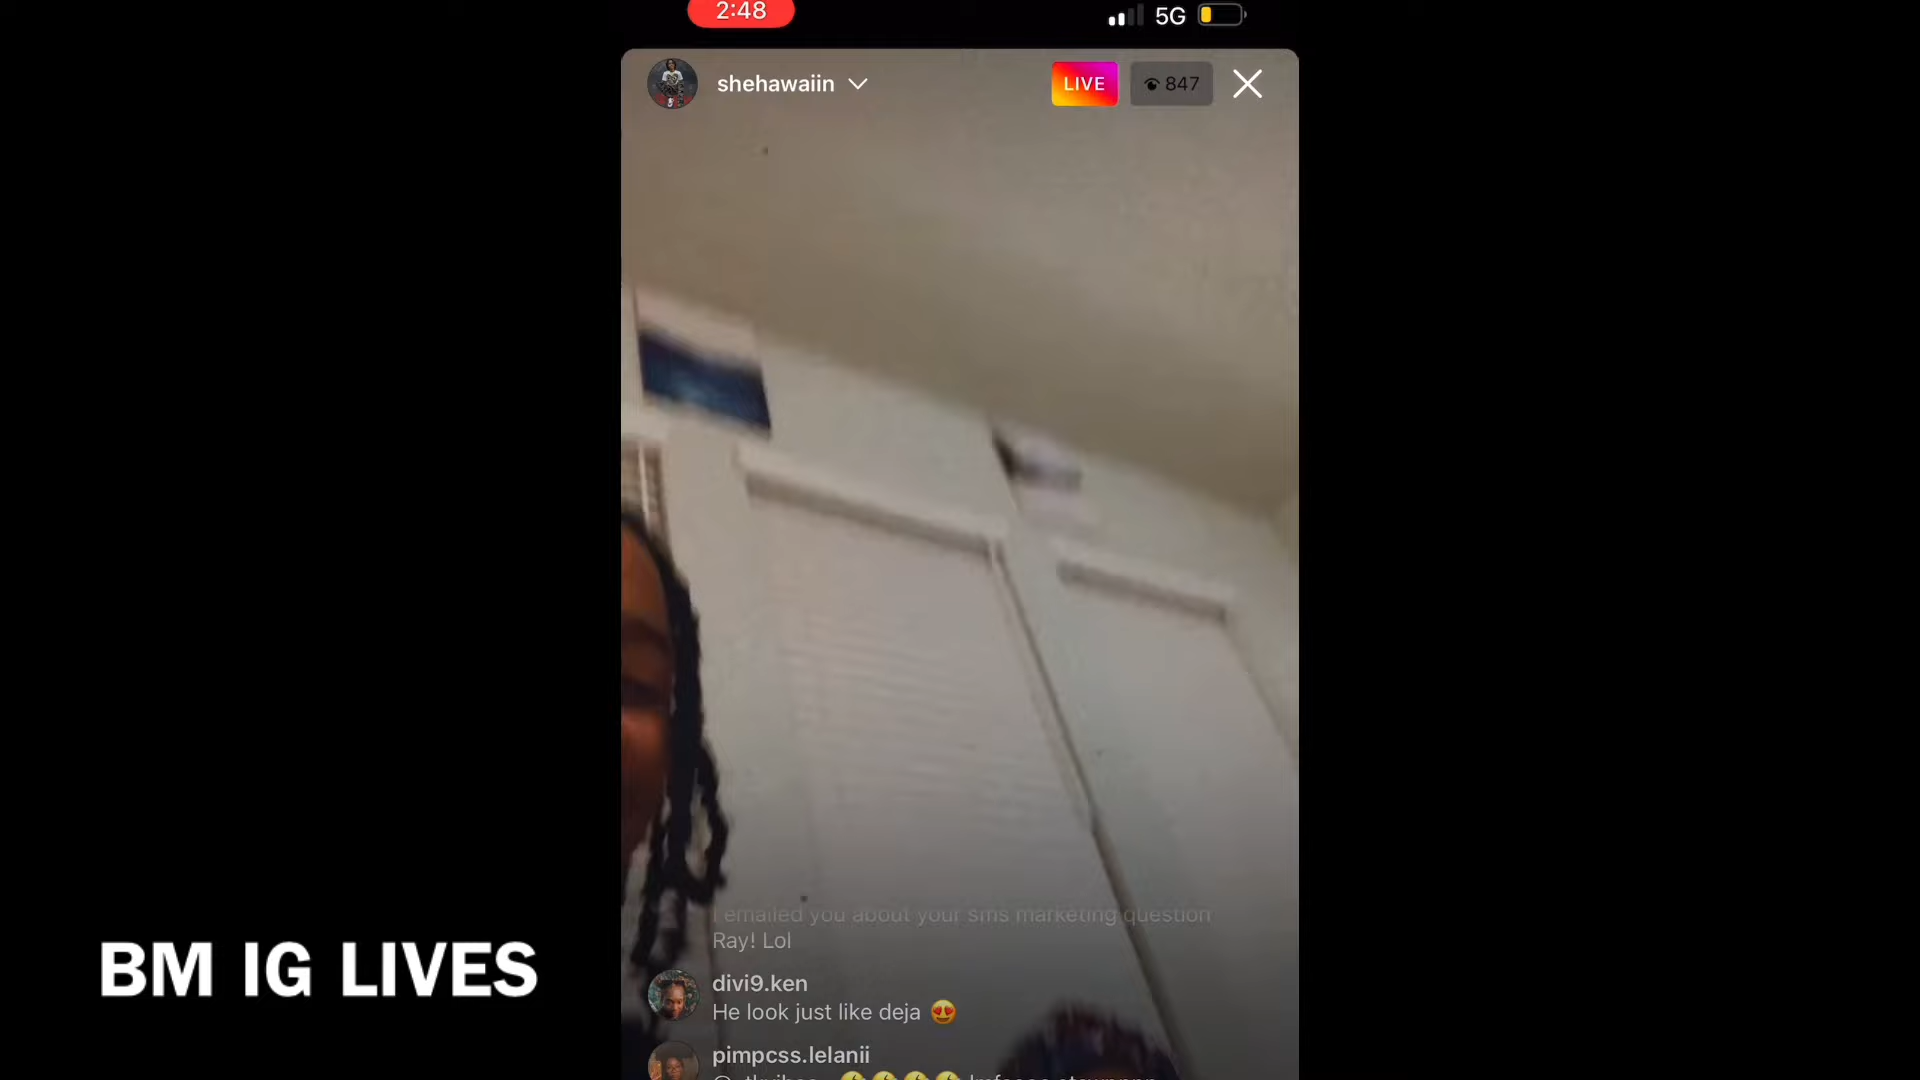 2:48
5G
shehawaiin
LIVE
847
I emailed you about your sms marketing question
Ray! Lol
divi9.ken
He look just like deja 😍
BM IG LIVES
pimpcss.lelanii